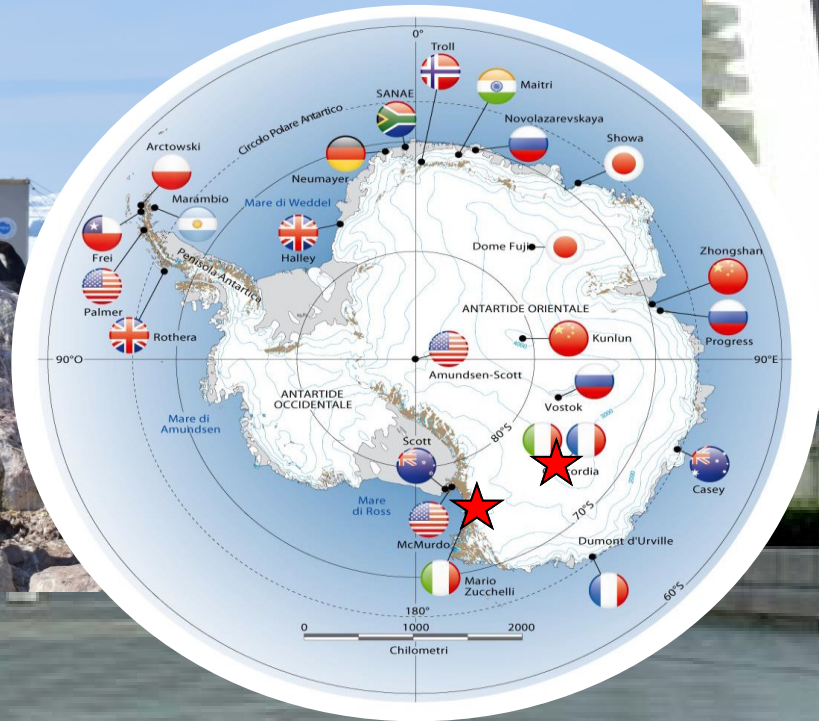 0°
Troll
Maitri
SANAE
Circolo Polare Antartico
Novolazarevskaya
Arctowski
Showa
Neumayer
Marambio
Mare di Weddel
Dome Fuji
Zhongshan
Frei
Halley
Penisola Antartica
ANTARTIDE ORIENTALE
Palmer
Rothera
4000
Kunlun
Progress
90°O
90°E
Amundsen-Scott
ANTARTIDE
OCCIDENTALE
Vostok
3000
Mare di
Amundsen
80°S
Scott
Casey
Mare
di Ross
70°S
McMurdo
Dumont d'Urville
Mario
Zucchelli
60°S
180°
0 1000 2000
Chilometri